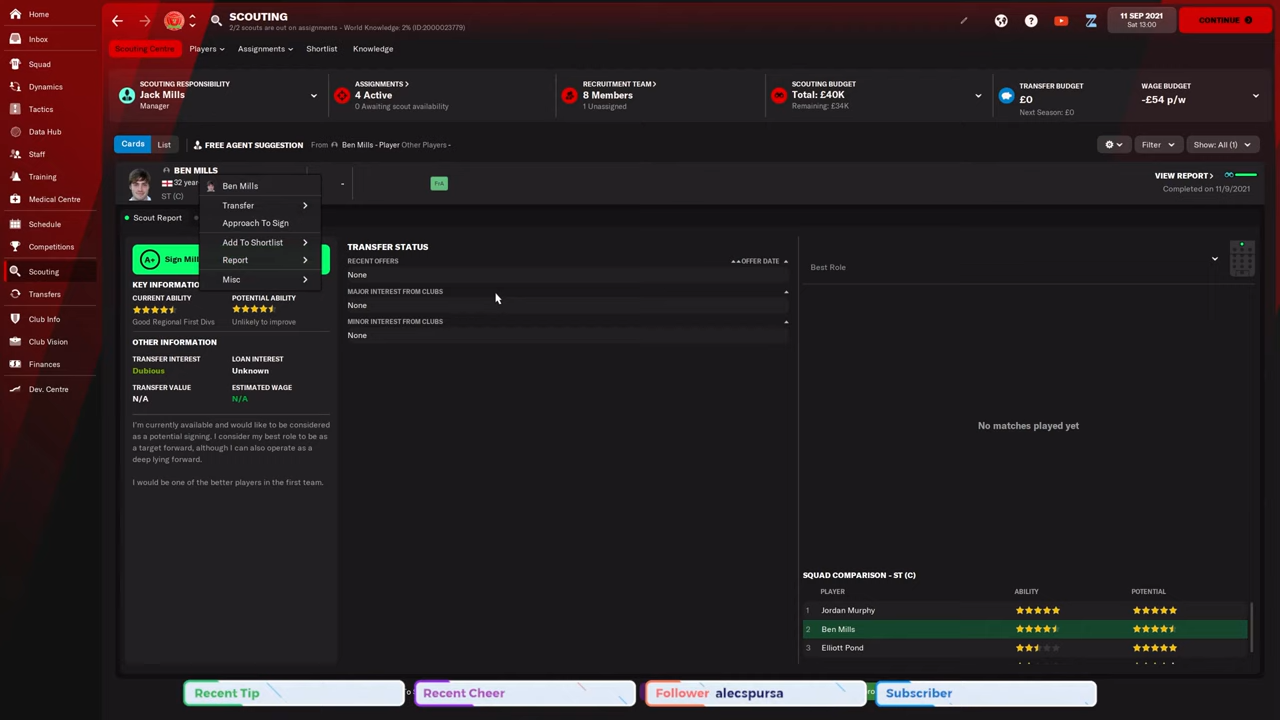 Home
Inbox
Squad
Dynamics
Tactics
Data Hub
Staff
Training
Medical Centre
Schedule
Competitions
Scouting
Transfers
Club Info
Club Vision
Finances
Dev. Centre
SCOUTING
2/2 scouts are out on assignments - World Knowledge: 2% (ID:2000023779)
11 SEP 2021
Sat 13:00
CONTINUE
Scouting Centre
Players
Assignments
Shortlist
Knowledge
SCOUTING RESPONSIBILITY
Jack Mills
Manager
ASSIGNMENTS >
4 Active
0 Awaiting scout availability
RECRUITMENT TEAM >
8 Members
1 Unassigned
SCOUTING BUDGET
Total: £40K
Remaining: £34K
TRANSFER BUDGET
£0
Next Season: £0
WAGE BUDGET
-£54 p/w
Cards
List
FREE AGENT SUGGESTION
From Ben Mills - Player Other Players -
Filter
Show: All (1)
BEN MILLS
32 year
ST (C)
-
FrA
VIEW REPORT >
Completed on 11/9/2021
Ben Mills
Transfer
Approach To Sign
Add To Shortlist
Report
Misc
Scout Report
A+
Sign Mill
KEY INFORMATION
CURRENT ABILITY
Good Regional First Divs
POTENTIAL ABILITY
Unlikely to improve
OTHER INFORMATION
TRANSFER INTEREST
Dubious
LOAN INTEREST
Unknown
TRANSFER VALUE
N/A
ESTIMATED WAGE
N/A
I'm currently available and would like to be considered
as a potential signing. I consider my best role to be as
a target forward, although I can also operate as a
deep lying forward.
I would be one of the better players in the first team.
TRANSFER STATUS
RECENT OFFERS
OFFER DATE
None
MAJOR INTEREST FROM CLUBS
None
MINOR INTEREST FROM CLUBS
None
Best Role
No matches played yet
SQUAD COMPARISON - ST (C)
PLAYER
ABILITY
POTENTIAL
1 Jordan Murphy
2 Ben Mills
3 Elliott Pond
Recent Tip
Recent Cheer
Follower alecspursa
Subscriber